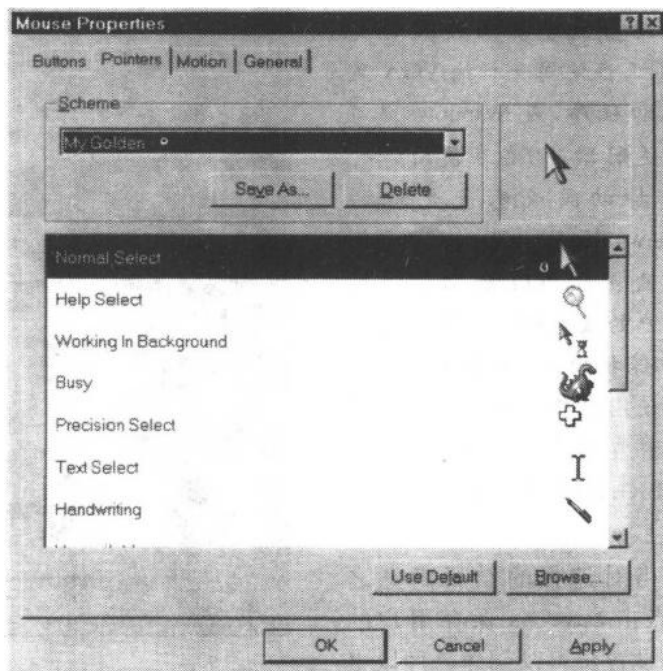 Mouse Properties
Buttons Pointers Motion General
Scheme
My Golden
Save As... Delete
Normal Select
Help Select
Working In Background
Busy
Precision Select
Text Select
Handwriting
Use Default Browse...
OK Cancel Apply